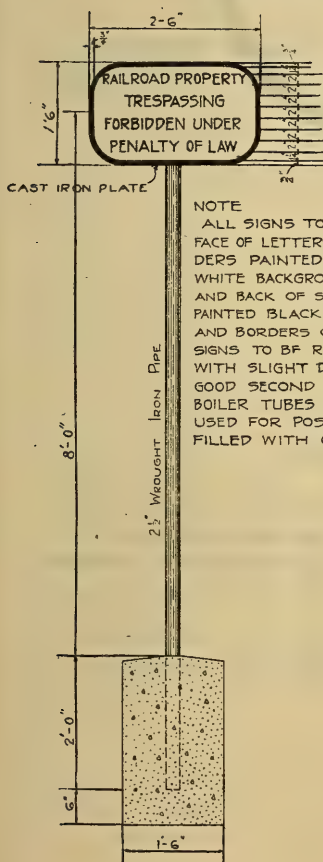 2'-6"
RAILROAD PROPERTY
TRESPASSING
FORBIDDEN UNDER
PENALTY OF LAW
1'6"
CAST IRON PLATE
NOTE
ALL SIGNS TO
FACE OF LETTER
DERS PAINTED
WHITE BACKGRO
AND BACK OF S
PAINTED BLACK
AND BORDERS
SIGNS TO BE R
WITH SLIGHT D
GOOD SECOND
BOILER TUBES
USED FOR POS
FILLED WITH C
8'-0"
2½" WROUGHT IRON PIPE
2'-0"
6"
1'-6"